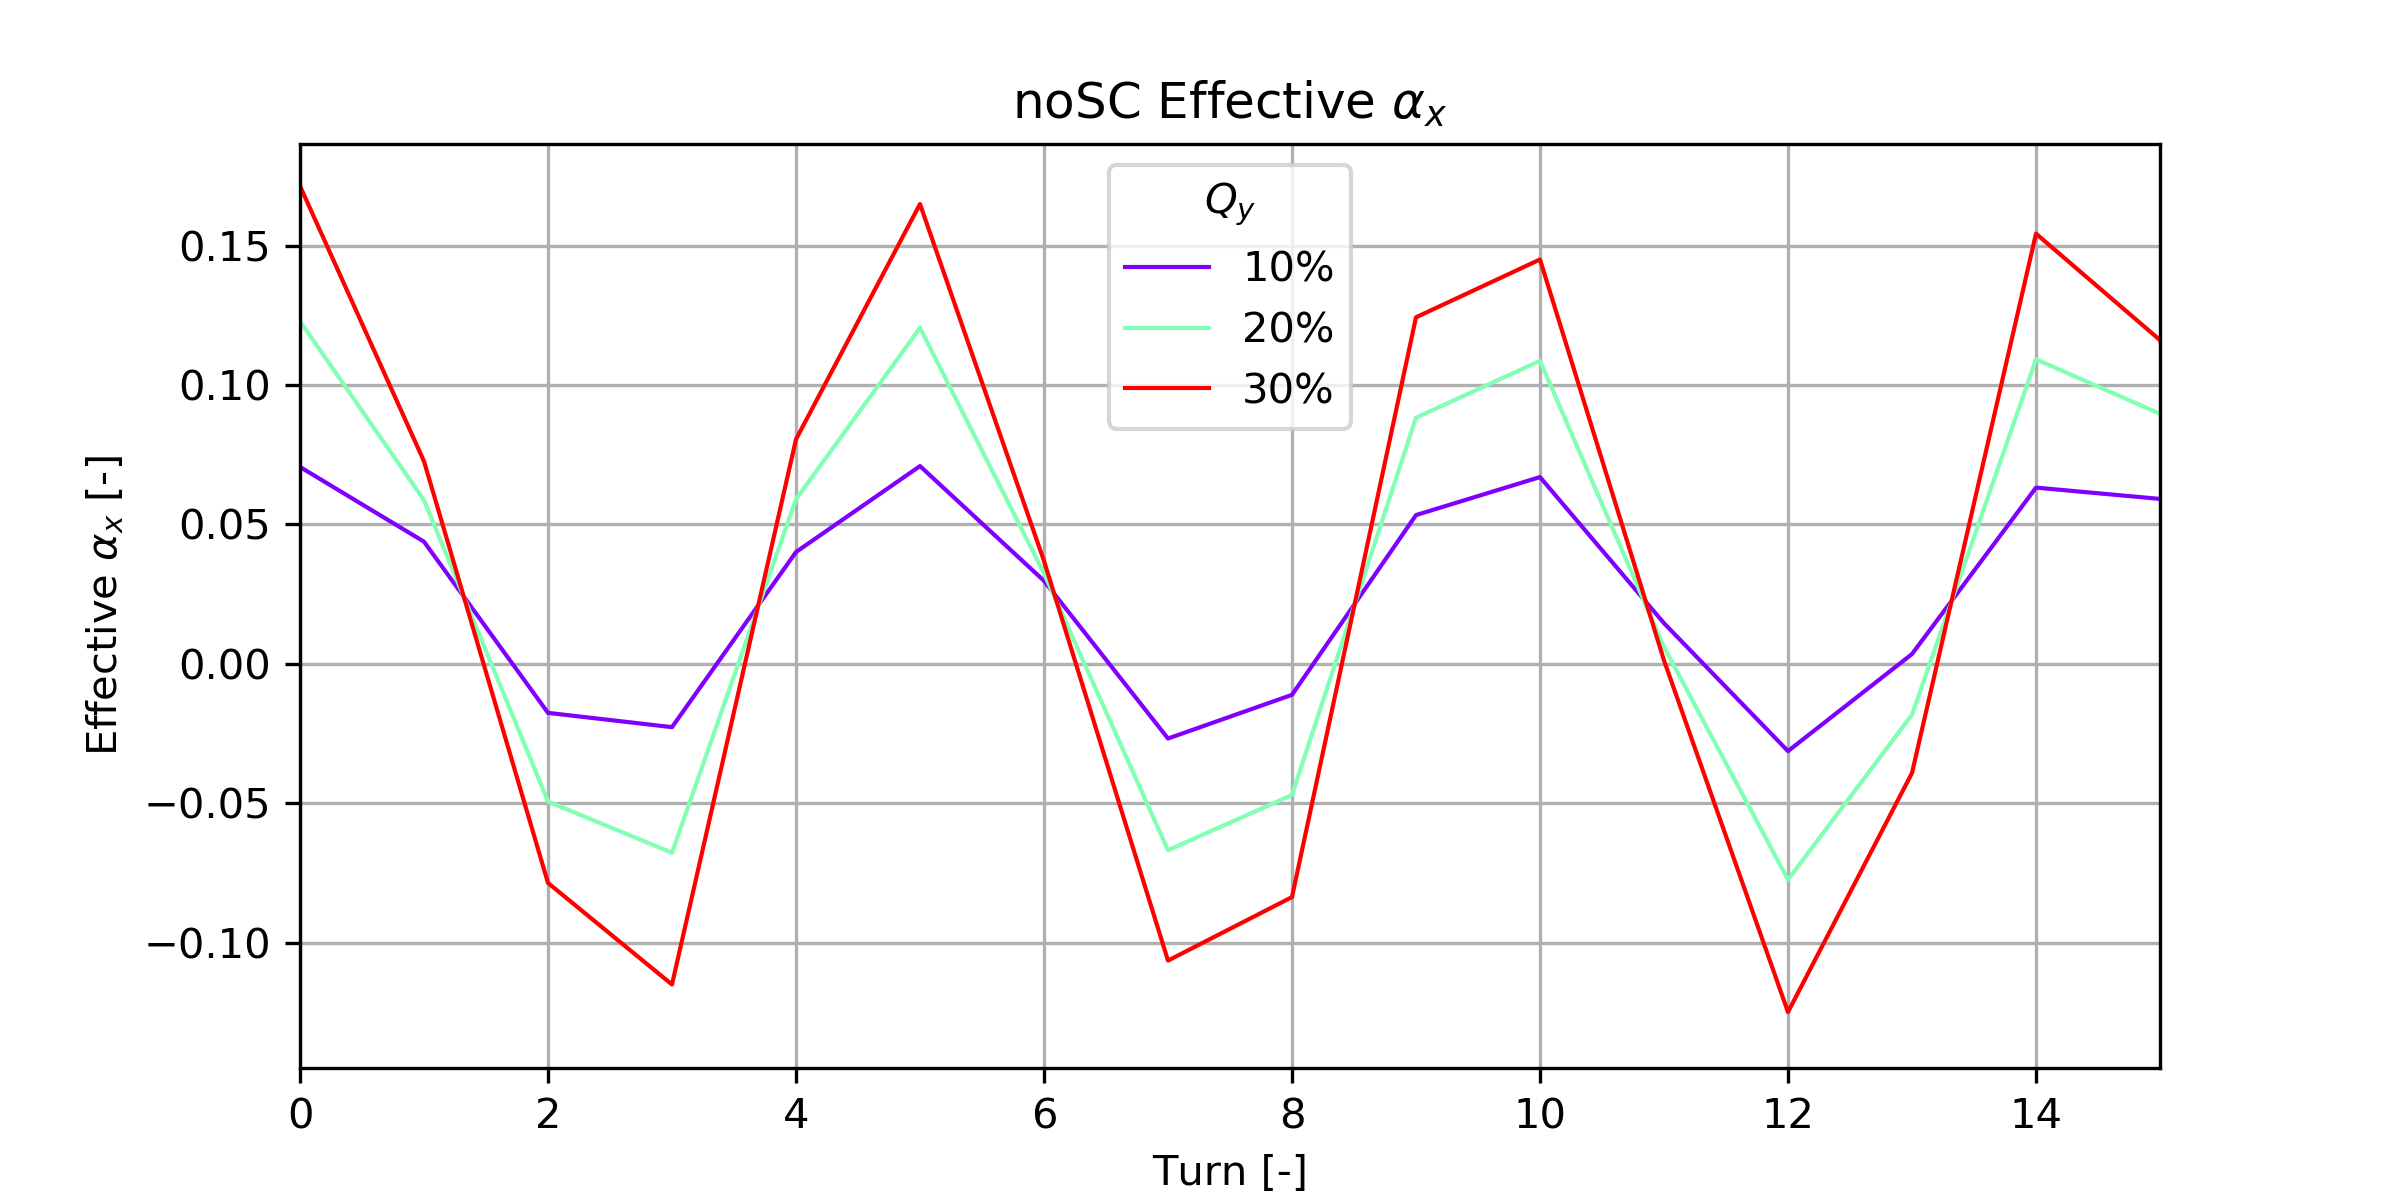 noSC Effective αx
Effective αx [-]
0.15
0.10
0.05
0.00
−0.05
−0.10
Qy
10%
20%
30%
0 2 4 6 8 10 12 14
Turn [-]